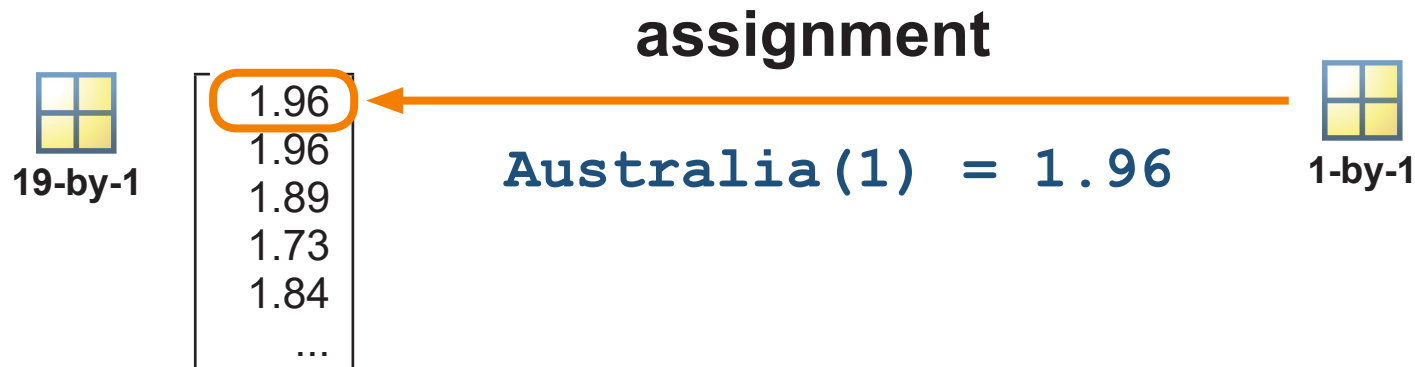 assignment
19-by-1
1.96
1.96
1.89
1.73
1.84
...
Australia(1) = 1.96
1-by-1